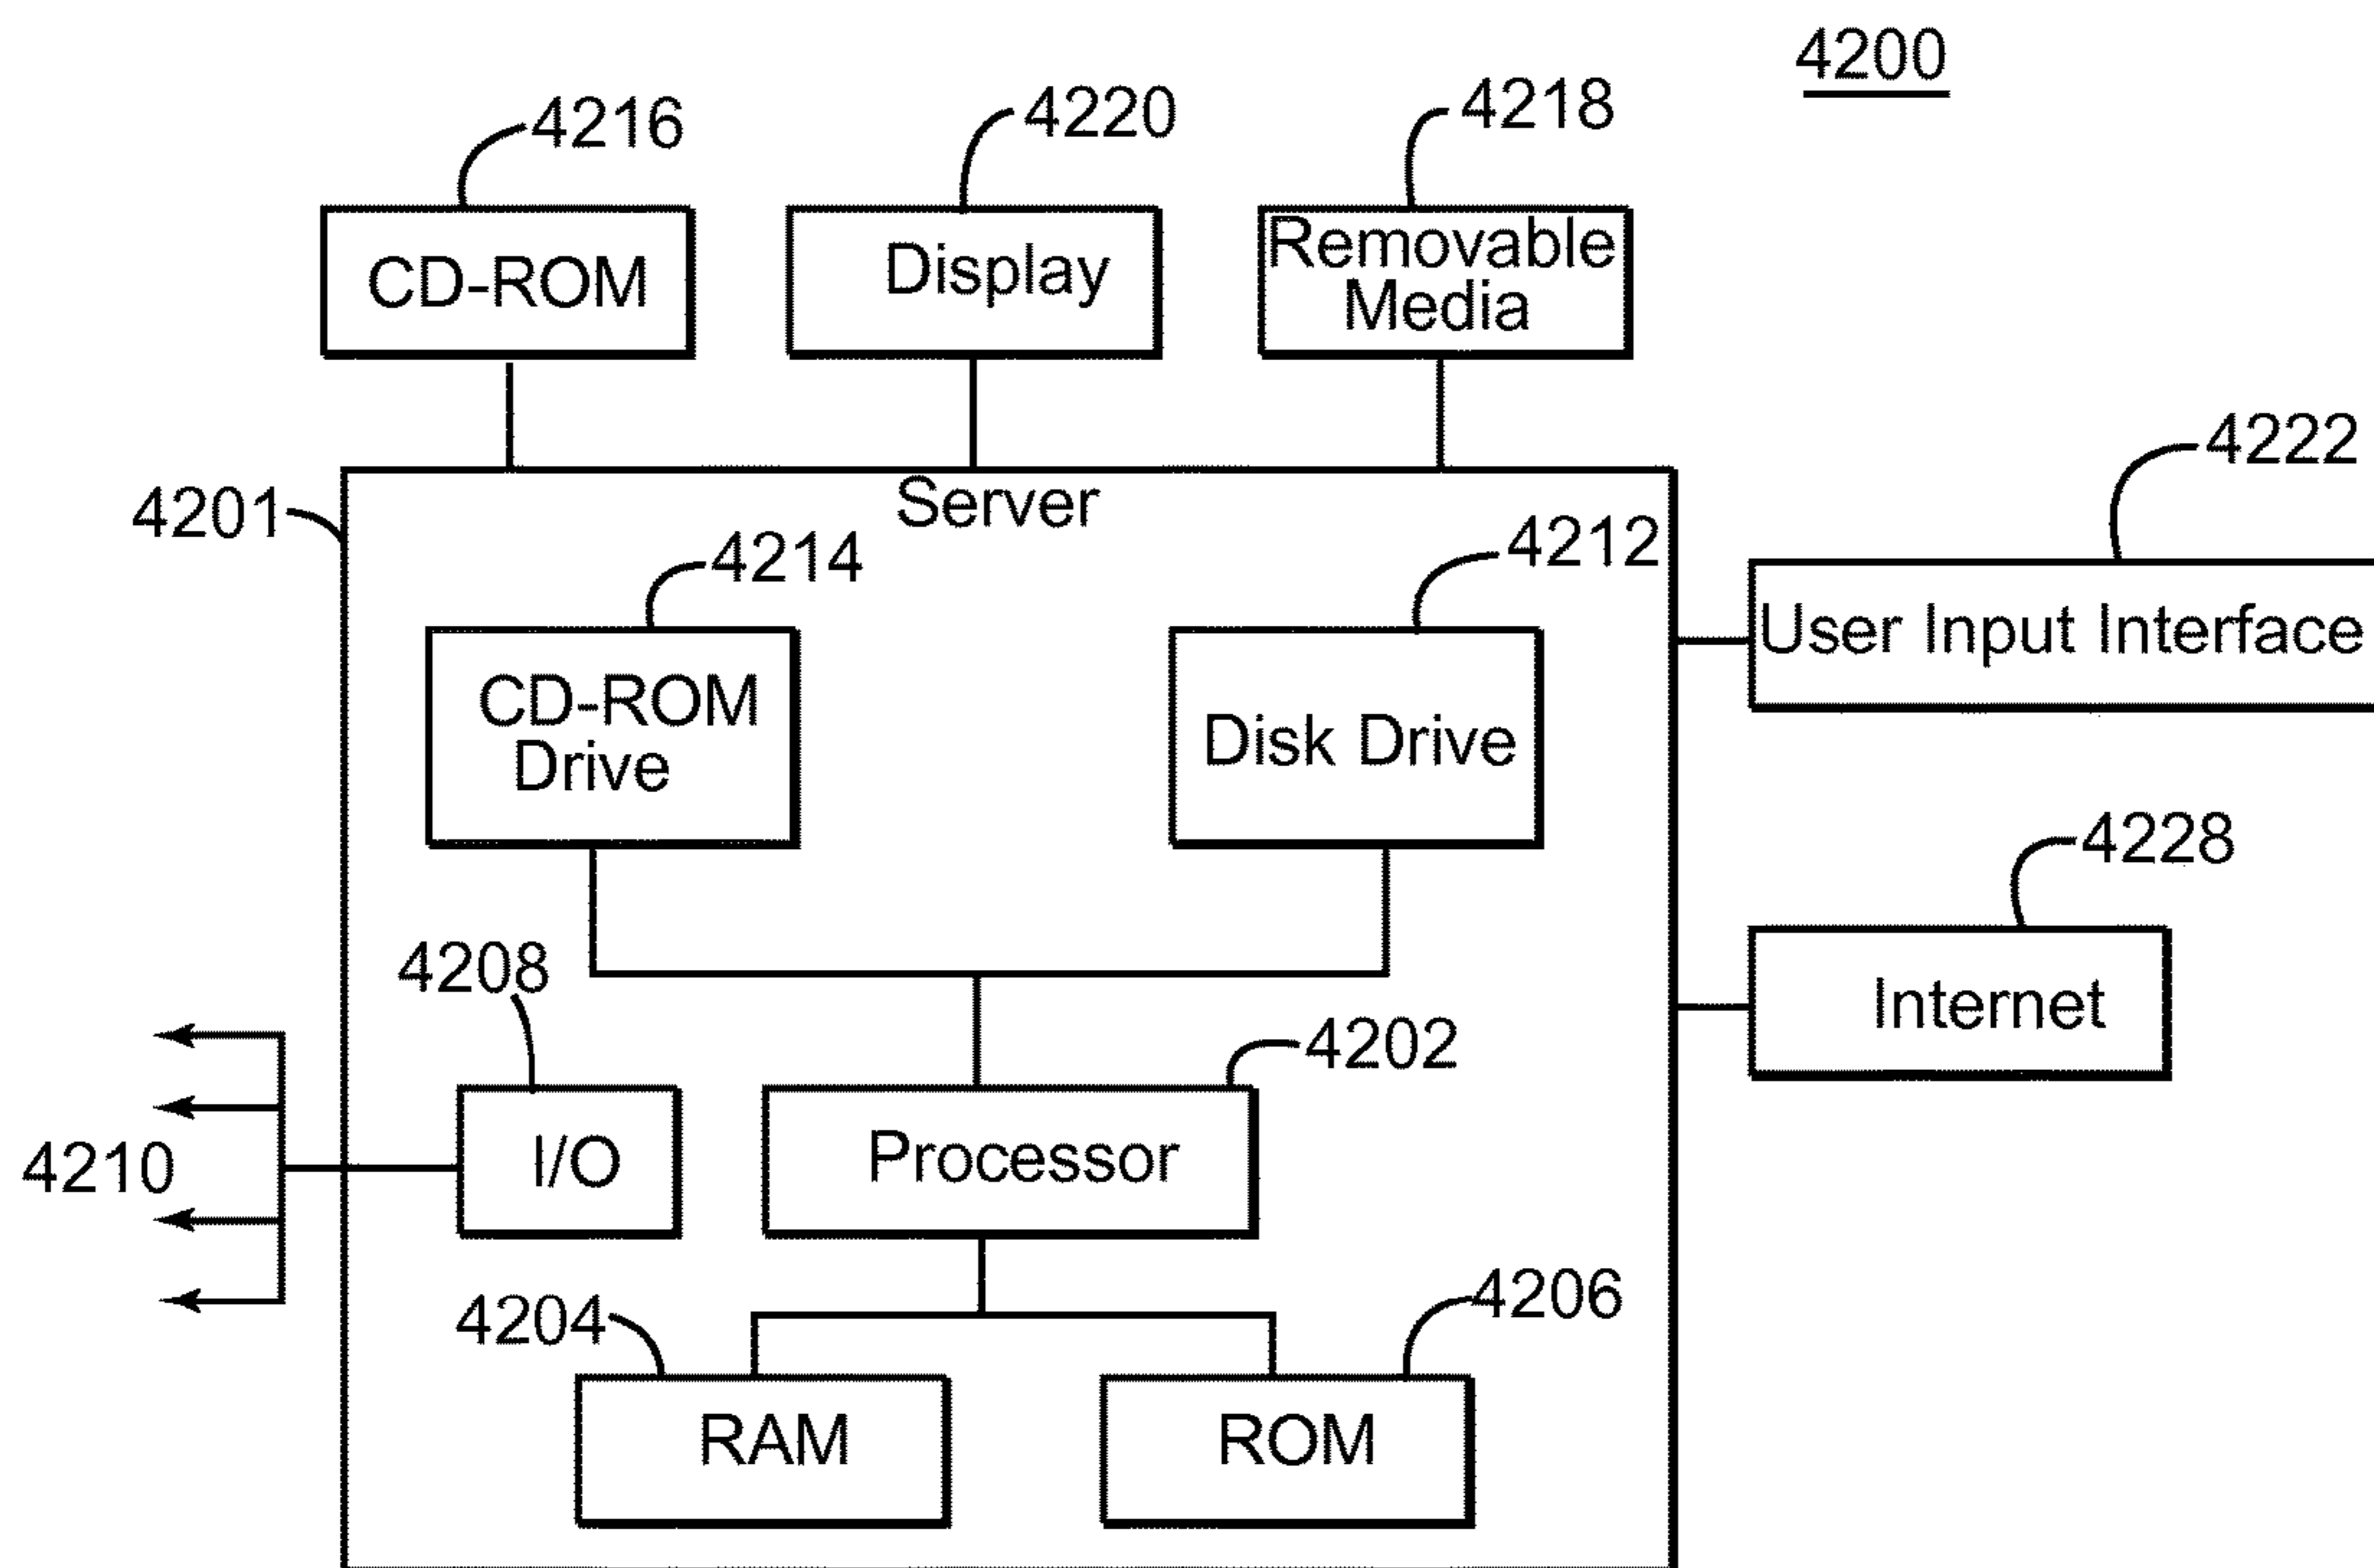 4200
4216
4220
4218
CD-ROM
Display
Removable
Media
4222
4201
Server
4214
4212
User Input Interface
CD-ROM
Drive
Disk Drive
4228
4208
Internet
4202
4210
I/O
Processor
4204
4206
RAM
ROM